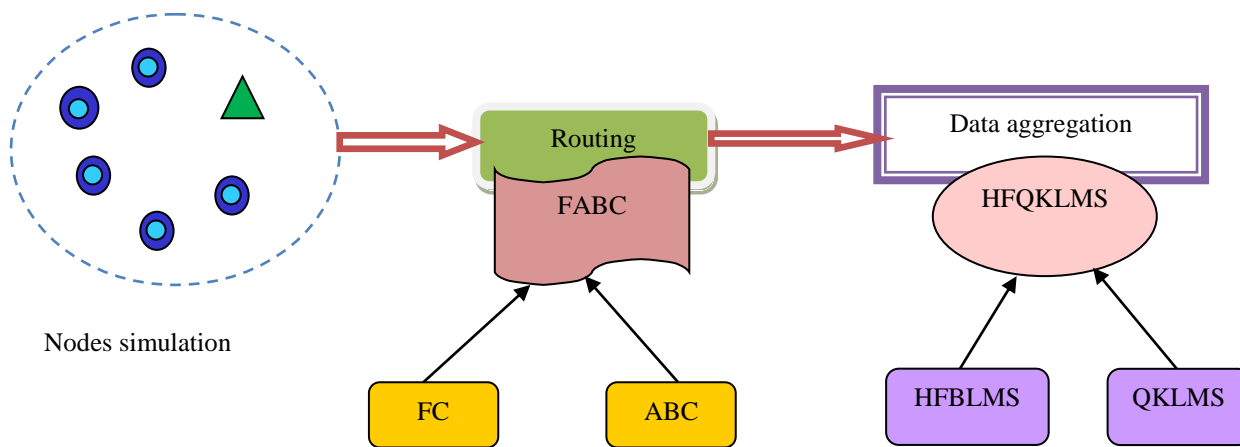 Routing
Data aggregation
FABC
HFQKLMS
Nodes simulation
FC
ABC
HFBLMS
QKLMS